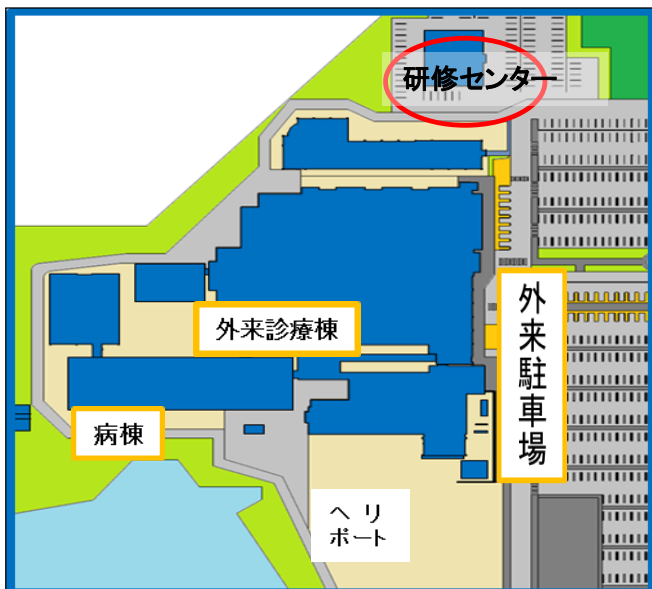 研修センター
外来駐車場
外来診療棟
病棟
ヘリ
ポート